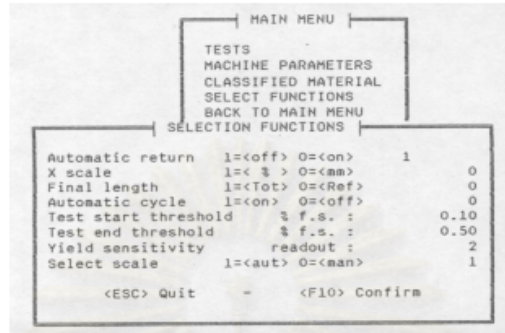 MAIN MENU
TESTS
MACHINE PARAMETERS
CLASSIFIED MATERIAL
SELECT FUNCTIONS
BACK TO MAIN MENU
SELECTION FUNCTIONS
Automatic return 1=<off> 0=<on> 1
X scale 1=< % > 0=<mm> 0
Final length 1=<Tot> 0=<Ref> 0
Automatic cycle 1=<on> 0=<off> 0
Test start threshold % f.s. : 0.10
Test end threshold % f.s. : 0.50
Yield sensitivity readout : 2
Select scale 1=<aut> 0=<man> 1
<ESC> Quit - <F10> Confirm